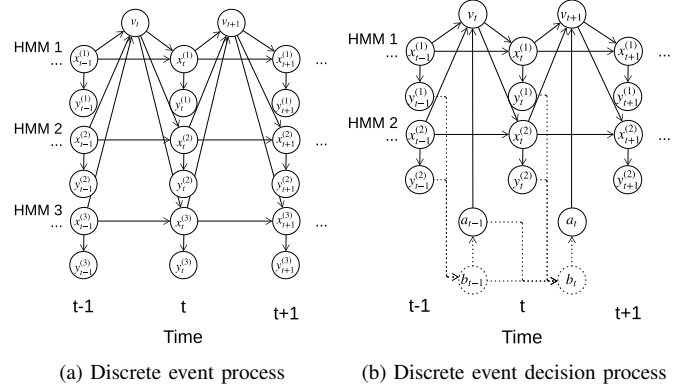 v_t
v_{t+1}
HMM 1
... x_{t-1}^{(1)} x_t^{(1)} x_{t+1}^{(1)} ...
y_{t-1}^{(1)} y_t^{(1)} y_{t+1}^{(1)}
HMM 2
... x_{t-1}^{(2)} x_t^{(2)} x_{t+1}^{(2)} ...
y_{t-1}^{(2)} y_t^{(2)} y_{t+1}^{(2)}
HMM 3
... x_{t-1}^{(3)} x_t^{(3)} x_{t+1}^{(3)} ...
y_{t-1}^{(3)} y_t^{(3)} y_{t+1}^{(3)}
t-1 t t+1
Time
(a) Discrete event process
v_t
v_{t+1}
HMM 1
... x_{t-1}^{(1)} x_t^{(1)} x_{t+1}^{(1)} ...
y_{t-1}^{(1)} y_t^{(1)} y_{t+1}^{(1)}
HMM 2
... x_{t-1}^{(2)} x_t^{(2)} x_{t+1}^{(2)} ...
y_{t-1}^{(2)} y_t^{(2)} y_{t+1}^{(2)}
a_{t-1} a_t
b_{t-1} b_t
t-1 t t+1
Time
(b) Discrete event decision process